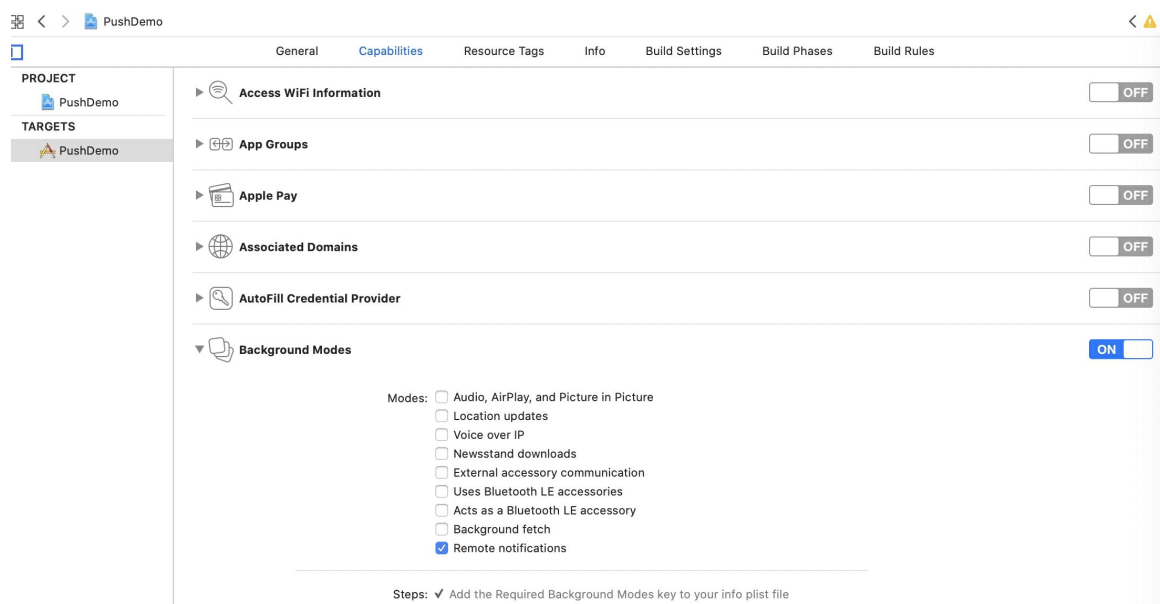 PushDemo
General Capabilities Resource Tags Info Build Settings Build Phases Build Rules
PROJECT
PushDemo
TARGETS
PushDemo
Access WiFi Information OFF
App Groups OFF
Apple Pay OFF
Associated Domains OFF
AutoFill Credential Provider OFF
Background Modes ON
Modes: Audio, AirPlay, and Picture in Picture
Location updates
Voice over IP
Newsstand downloads
External accessory communication
Uses Bluetooth LE accessories
Acts as a Bluetooth LE accessory
Background fetch
Remote notifications
Steps: ✓ Add the Required Background Modes key to your info plist file